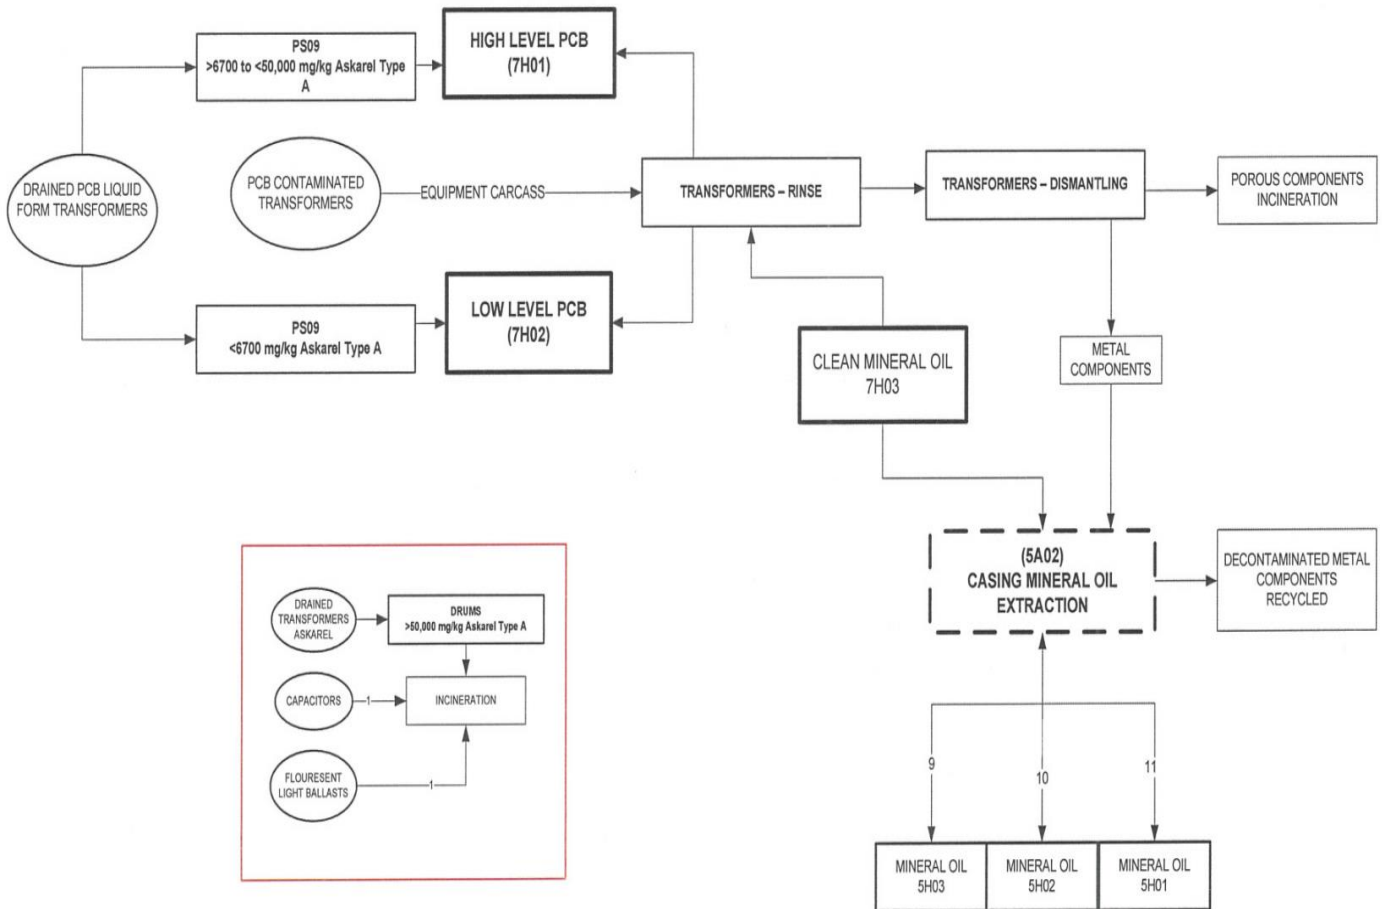 PS09
>6700 to <50,000 mg/kg Askarel Type
A
HIGH LEVEL PCB
(7H01)
DRAINED PCB LIQUID
FORM TRANSFORMERS
PCB CONTAMINATED
TRANSFORMERS
EQUIPMENT CARCASS
TRANSFORMERS – RINSE
TRANSFORMERS – DISMANTLING
POROUS COMPONENTS
INCINERATION
PS09
<6700 mg/kg Askarel Type A
LOW LEVEL PCB
(7H02)
CLEAN MINERAL OIL
7H03
METAL
COMPONENTS
(5A02)
CASING MINERAL OIL
EXTRACTION
DECONTAMINATED METAL
COMPONENTS
RECYCLED
DRAINED
TRANSFORMERS
ASKAREL
DRUMS
>50,000 mg/kg Askarel Type A
CAPACITORS
1
INCINERATION
FLOURESENT
LIGHT BALLASTS
1
9
10
11
MINERAL OIL
5H03
MINERAL OIL
5H02
MINERAL OIL
5H01